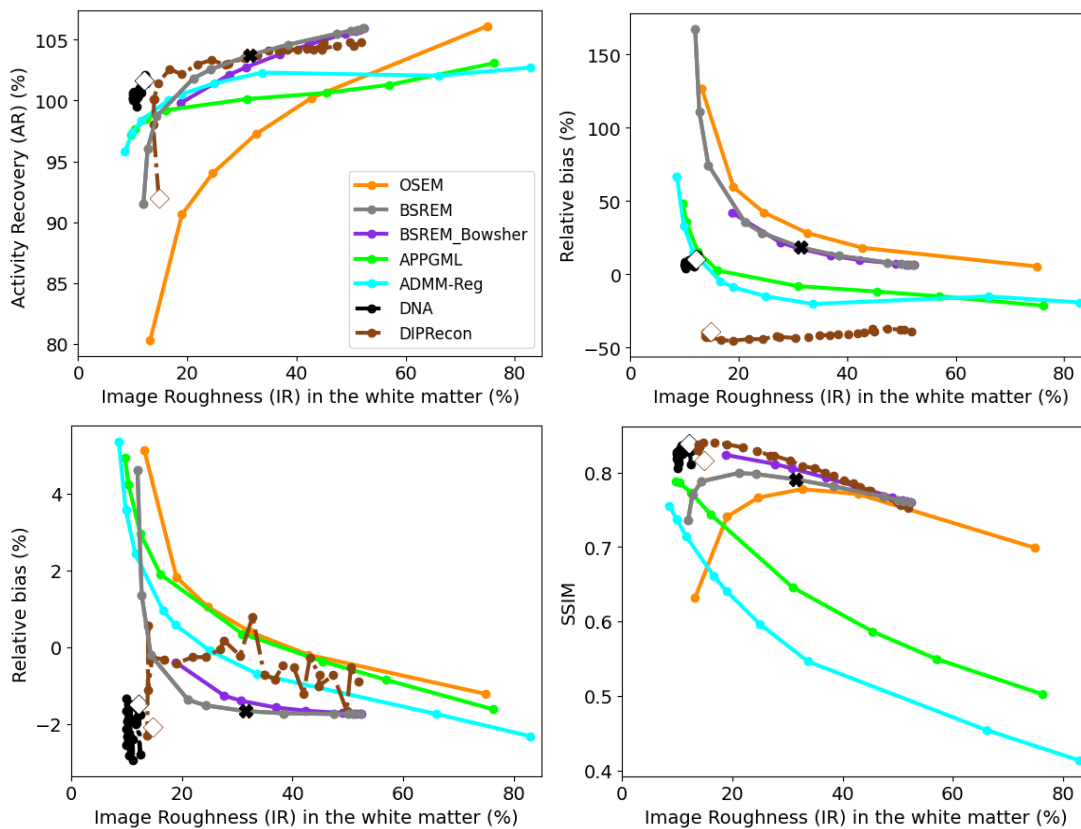 Activity Recovery (AR) (%)
105
100
95
90
85
80
0 20 40 60 80
Image Roughness (IR) in the white matter (%)
OSEM
BSREM
BSREM_Bowsher
APPGML
ADMM-Reg
DNA
DIPRecon
Relative bias (%)
150
100
50
0
−50
0 20 40 60 80
Image Roughness (IR) in the white matter (%)
Relative bias (%)
4
2
0
−2
0 20 40 60 80
Image Roughness (IR) in the white matter (%)
SSIM
0.8
0.7
0.6
0.5
0.4
0 20 40 60 80
Image Roughness (IR) in the white matter (%)